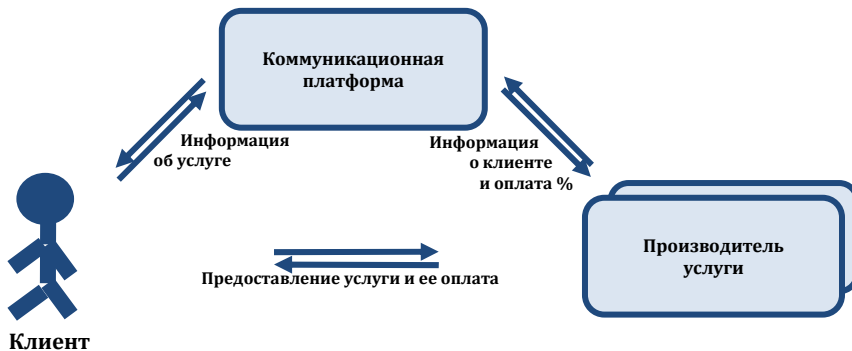 Коммуникационная
платформа
Информация
об услуге
Информация
о клиенте
и оплата %
Производитель
услуги
Предоставление услуги и ее оплата
Клиент